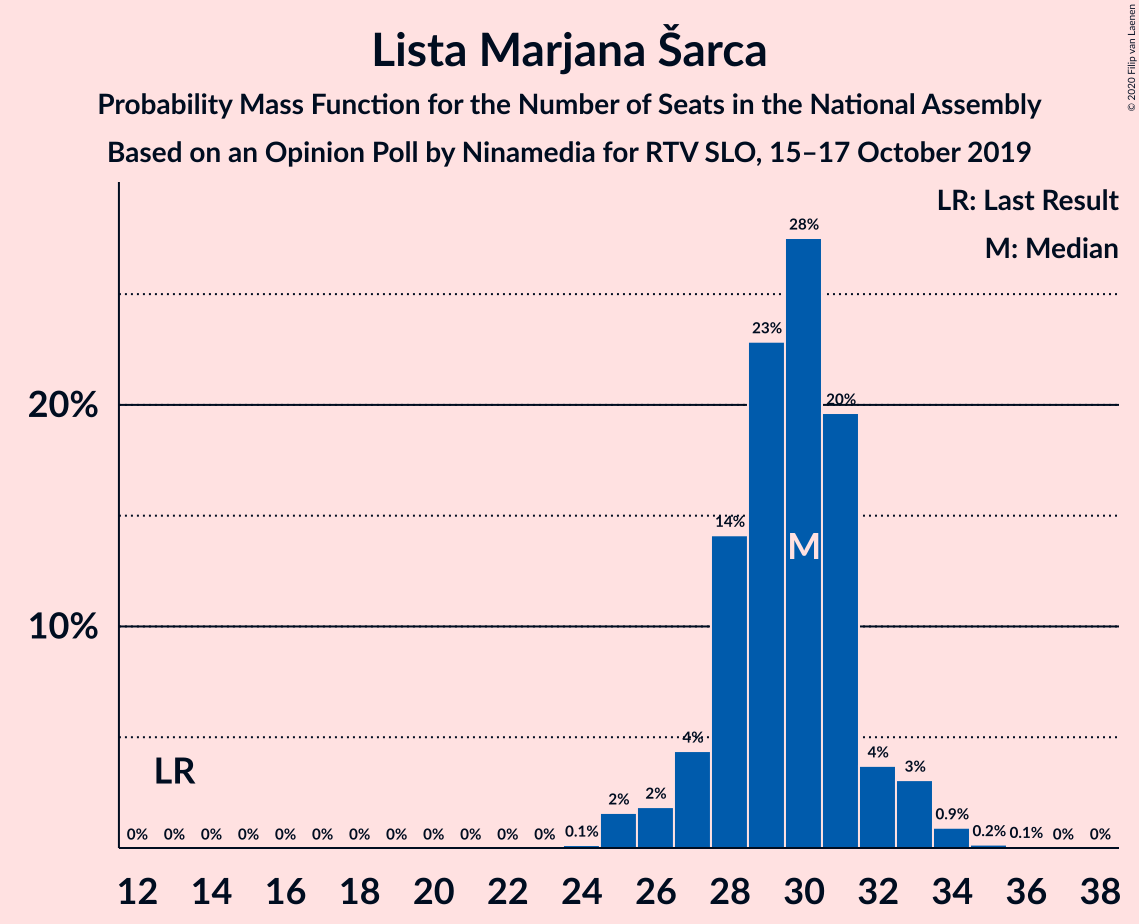 Lista Marjana Šarca
Probability Mass Function for the Number of Seats in the National Assembly
Based on an Opinion Poll by Ninamedia for RTV SLO, 15–17 October 2019
© 2020 Filip van Laenen
LR: Last Result
M: Median
28%
23%
20%
20%
14%
M
10%
4%
4%
3%
LR
2%
2%
0.9%
0% 0% 0% 0% 0% 0% 0% 0% 0% 0% 0% 0% 0.1% 0.2% 0.1% 0% 0%
12 14 16 18 20 22 24 26 28 30 32 34 36 38